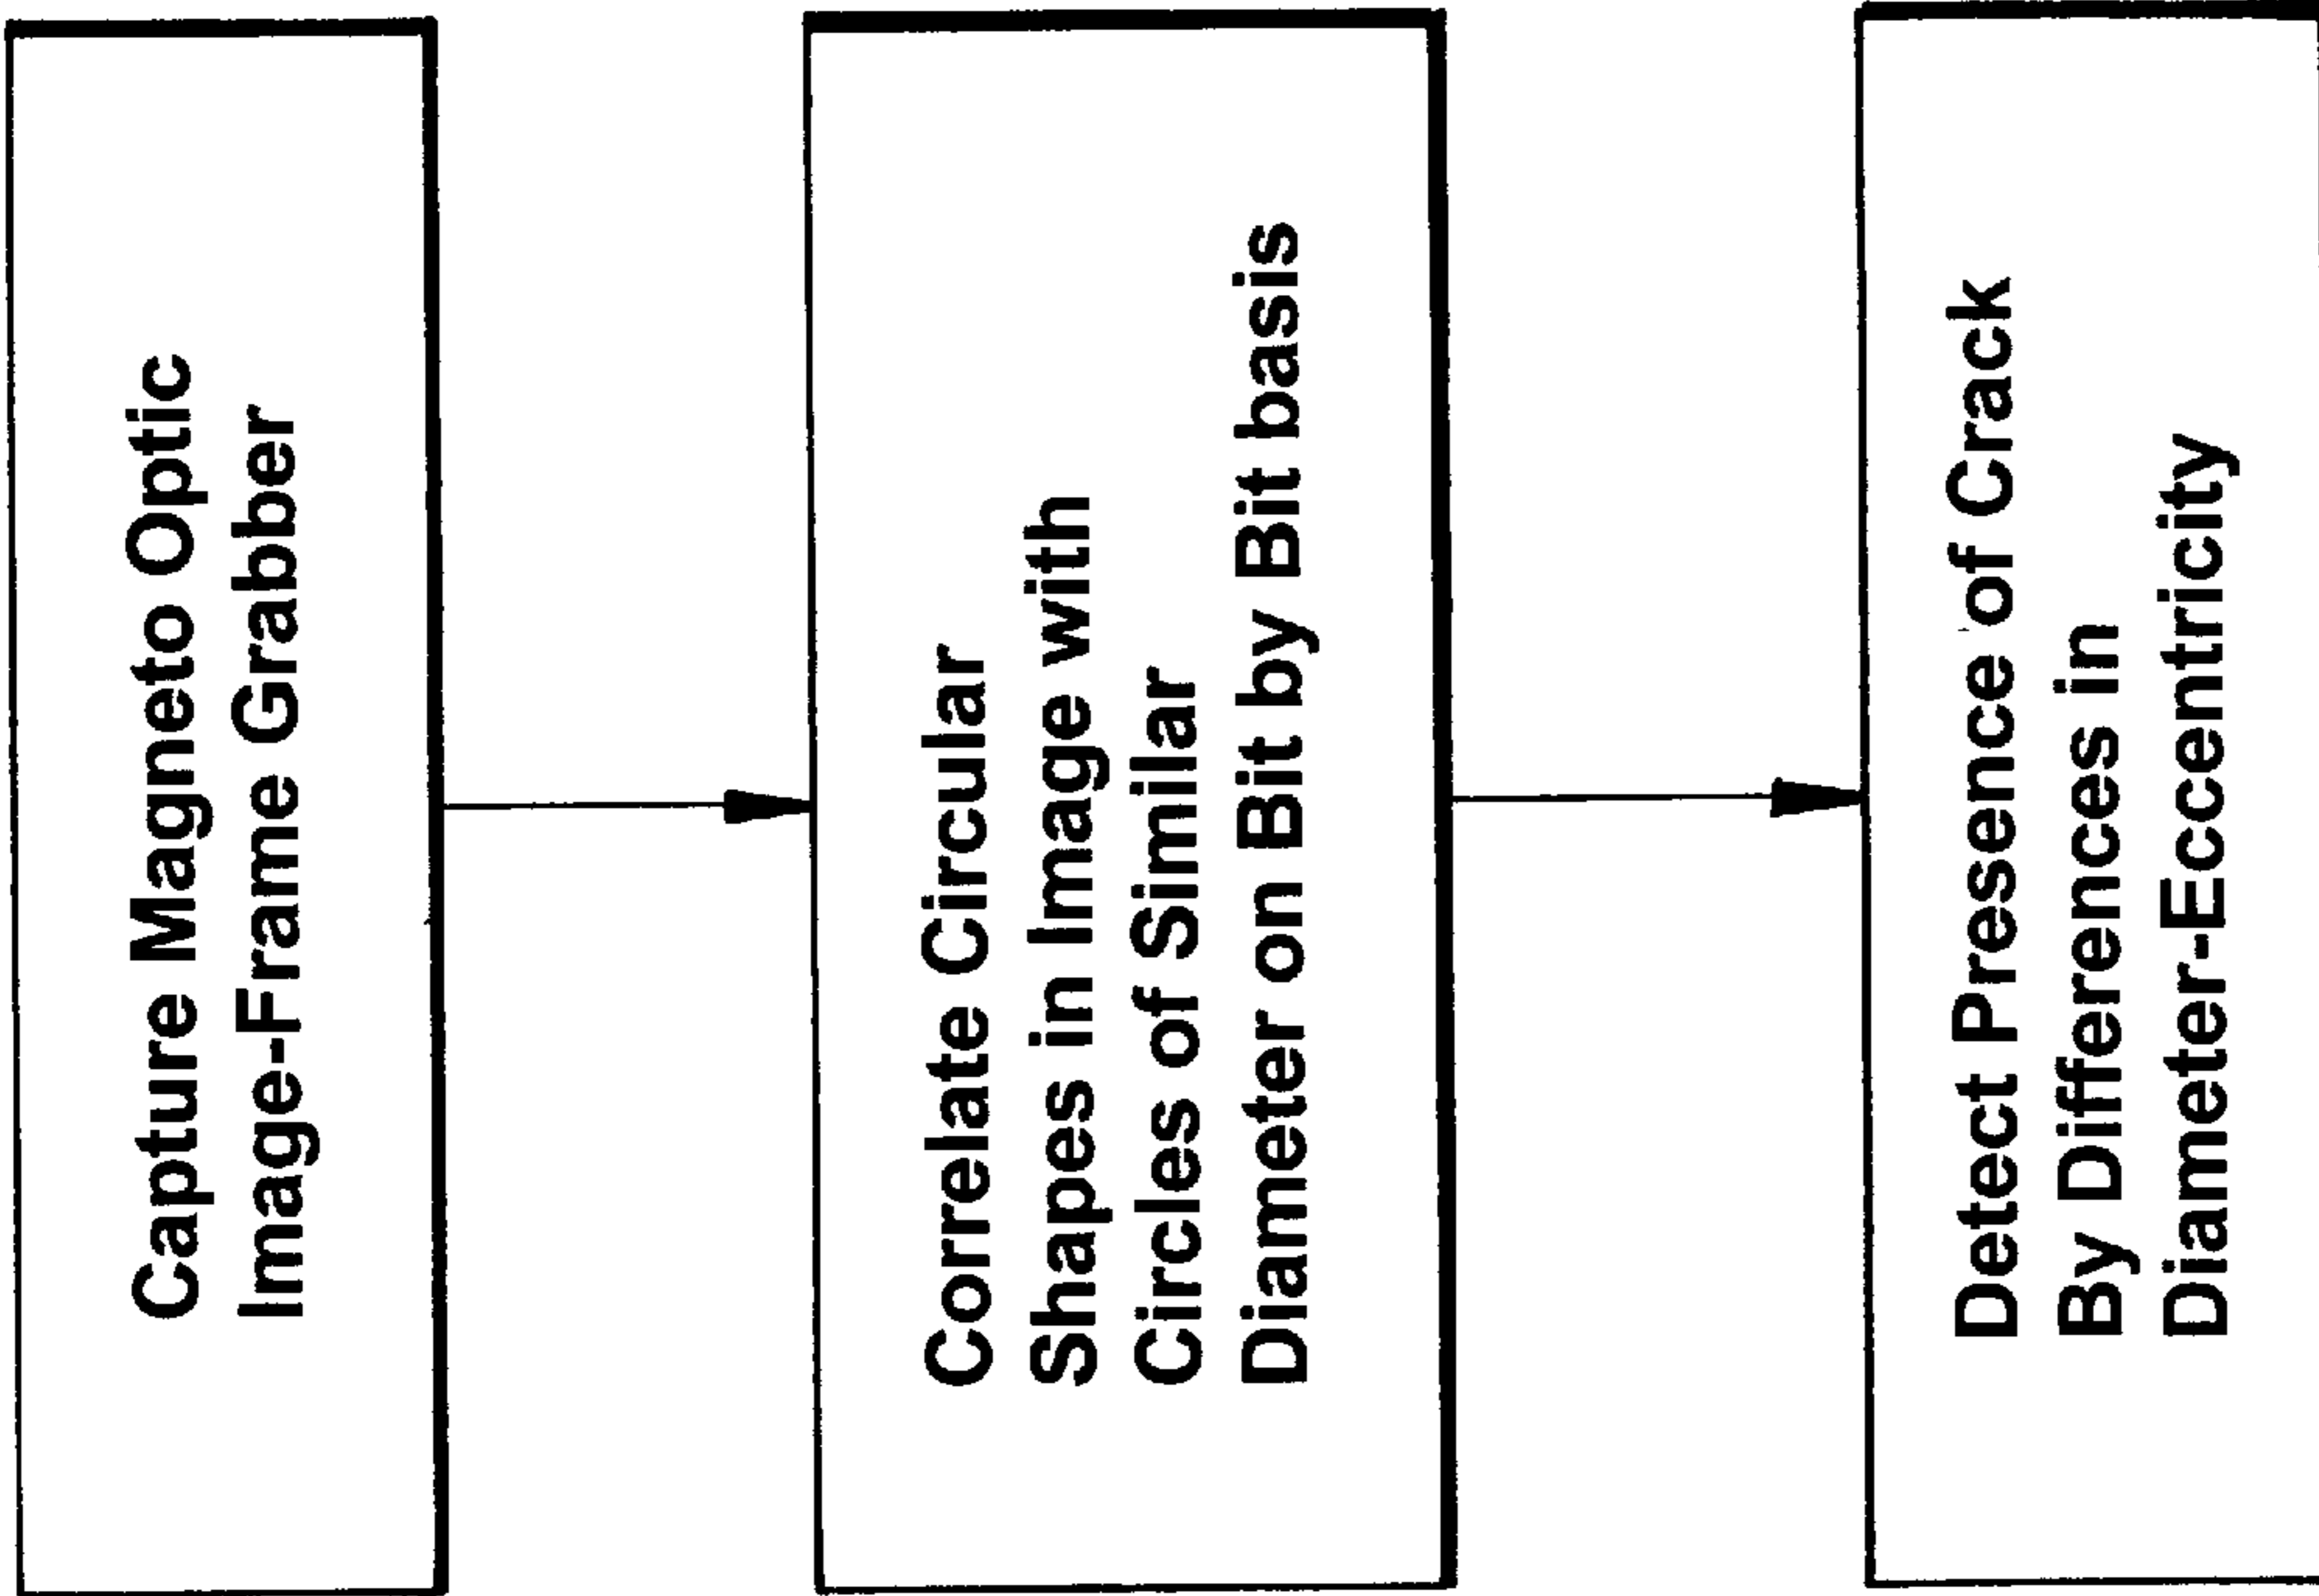 Capture Magneto Optic
Image-Frame Grabber
Correlate Circular
Shapes in Image with
Circles of Similar
Diameter on Bit by Bit basis
Detect Presence of Crack
By Differences in
Diameter-Eccentricity